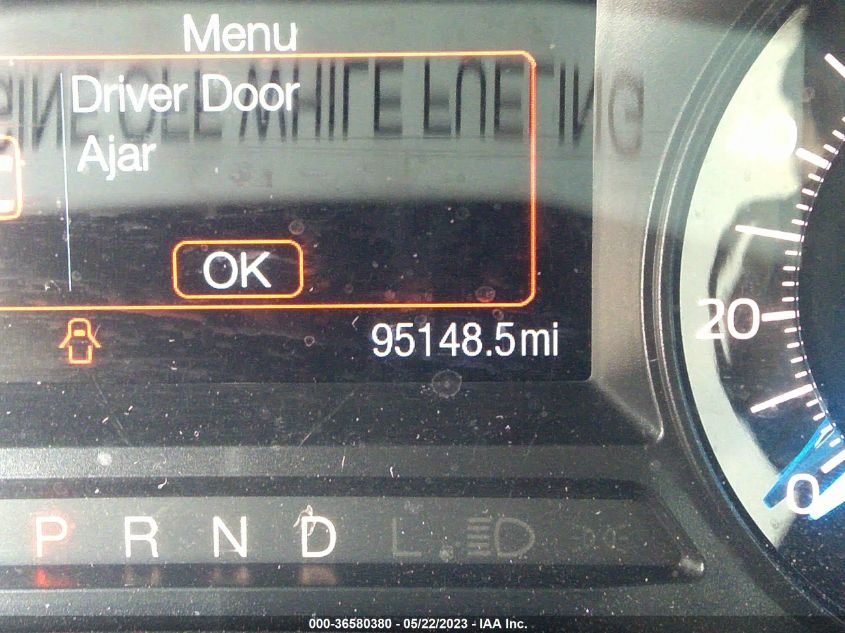 Menu
Driver Door
Ajar
OK
95148.5mi
20
0
P R N D L
000-36580380 - 05/22/2023 - IAA Inc.